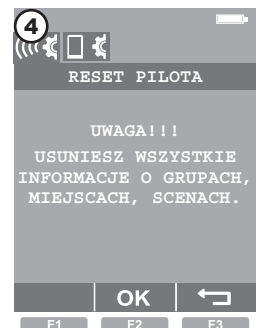 4
RESET PILOTA
UWAGA!!!
USUNIESZ WSZYSTKIE
INFORMACJE O GRUPACH,
MIEJSCACH, SCENACH.
OK
F1 F2 F3